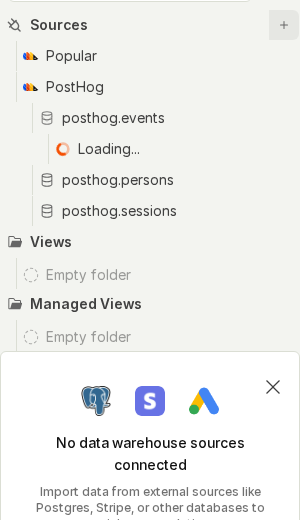 Sources
Popular
PostHog
posthog.events
Loading...
posthog.persons
posthog.sessions
Views
Empty folder
Managed Views
Empty folder
No data warehouse sources
connected
Import data from external sources like
Postgres, Stripe, or other databases to